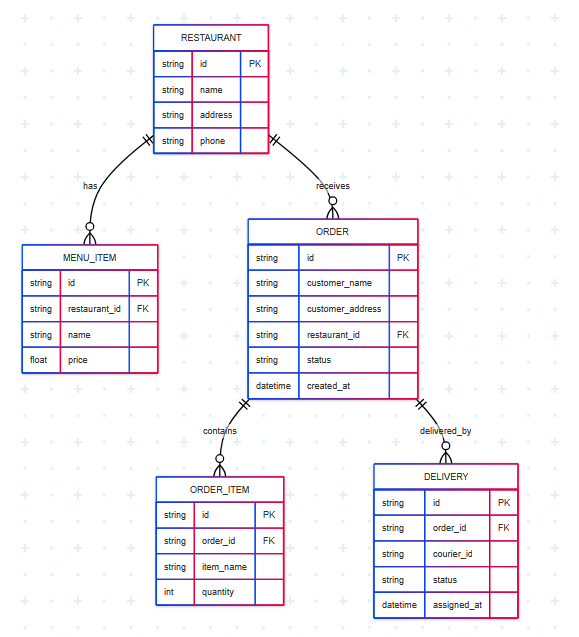 RESTAURANT
string id PK
string name
string address
string phone
has
receives
MENU_ITEM
string id PK
string restaurant_id FK
string name
float price
ORDER
string id PK
string customer_name
string customer_address
string restaurant_id FK
string status
datetime created_at
contains
delivered_by
ORDER_ITEM
string id PK
string order_id FK
string item_name
int quantity
DELIVERY
string id PK
string order_id FK
string courier_id
string status
datetime assigned_at